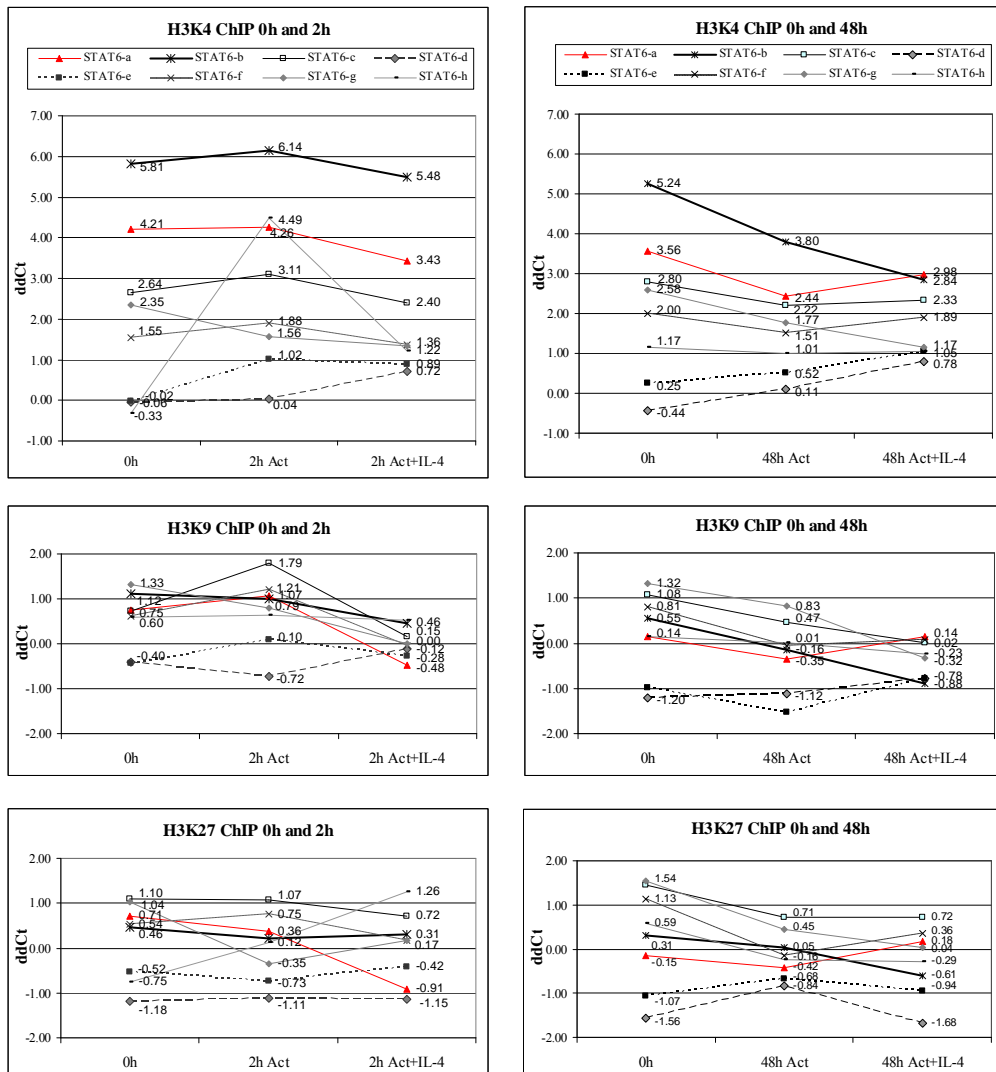 H3K4 ChIP 0h and 2h
STAT6-a STAT6-b STAT6-c STAT6-d
STAT6-e STAT6-f STAT6-g STAT6-h
7.00
6.00
5.00
4.00
3.00
2.00
1.00
0.00
-1.00
ddCt
5.81 6.14 5.48
4.21 4.49 4.26 3.43
2.64 3.11 2.40
2.35 1.56 1.36
1.55 1.88 1.22
-0.02 1.02 0.89
-0.06 0.04 0.72
-0.33
0h 2h Act 2h Act+IL-4
H3K4 ChIP 0h and 48h
STAT6-a STAT6-b STAT6-c STAT6-d
STAT6-e STAT6-f STAT6-g STAT6-h
7.00
6.00
5.00
4.00
3.00
2.00
1.00
0.00
-1.00
ddCt
5.24 3.80 2.98
3.56 2.44 2.84
2.80 2.22 2.33
2.58 1.77 1.89
2.00 1.51 1.17
1.17 1.01 1.05
0.25 0.52 0.78
-0.44 0.11
0h 48h Act 48h Act+IL-4
H3K9 ChIP 0h and 2h
2.00
1.00
0.00
-1.00
-2.00
ddCt
1.33 1.79 0.46
1.12 1.21 0.15
0.75 1.07 0.00
0.60 0.79 -0.12
-0.40 0.10 -0.28
-0.72 -0.48
0h 2h Act 2h Act+IL-4
H3K9 ChIP 0h and 48h
2.00
1.00
0.00
-1.00
-2.00
ddCt
1.32 0.83 0.14
1.08 0.47 0.02
0.81 0.01 -0.23
0.55 -0.16 -0.32
0.14 -0.35 -0.78
-1.20 -1.12 -0.88
0h 48h Act 48h Act+IL-4
H3K27 ChIP 0h and 2h
2.00
1.00
0.00
-1.00
-2.00
ddCt
1.10 1.07 1.26
1.04 0.75 0.72
0.71 0.36 0.31
0.54 0.12 0.17
0.46 -0.35 -0.42
-0.52 -0.73 -0.91
-0.75 -1.11 -1.15
-1.18
0h 2h Act 2h Act+IL-4
H3K27 ChIP 0h and 48h
2.00
1.00
0.00
-1.00
-2.00
ddCt
1.54 0.71 0.72
1.13 0.45 0.36
0.59 0.05 0.18
0.31 -0.16 0.04
-0.15 -0.42 -0.29
-1.07 -0.68 -0.61
-1.56 -0.84 -0.94
-1.68
0h 48h Act 48h Act+IL-4